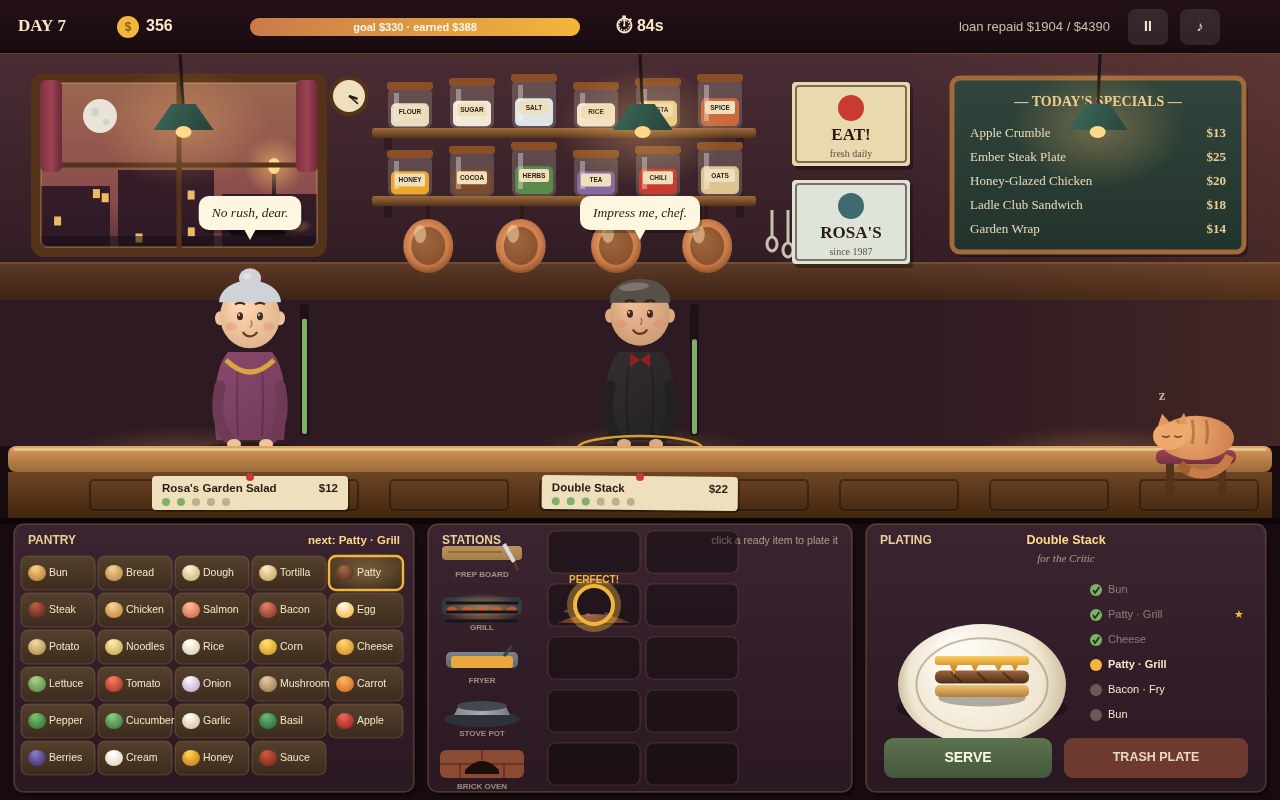 DAY 7
$ 356
goal $330 · earned $388
84s
loan repaid $1904 / $4390
FLOUR
SUGAR
SALT
RICE
SPICE
HONEY
COCOA
HERBS
TEA
CHILI
OATS
EAT!
fresh daily
ROSA'S
since 1987
— TODAY'S SPECIALS —
Apple Crumble $13
Ember Steak Plate $25
Honey-Glazed Chicken $20
Ladle Club Sandwich $18
Garden Wrap $14
No rush, dear.
Impress me, chef.
z
Rosa's Garden Salad $12
Double Stack $22
PANTRY
next: Patty · Grill
Bun
Bread
Dough
Tortilla
Patty
Steak
Chicken
Salmon
Bacon
Egg
Potato
Noodles
Rice
Corn
Cheese
Lettuce
Tomato
Onion
Mushroom
Carrot
Pepper
Cucumber
Garlic
Basil
Apple
Berries
Cream
Honey
Sauce
STATIONS
click a ready item to plate it
PREP BOARD
PERFECT!
GRILL
FRYER
STOVE POT
BRICK OVEN
PLATING
Double Stack
for the Critic
Bun
Patty · Grill
Cheese
Patty · Grill
Bacon · Fry
Bun
SERVE
TRASH PLATE